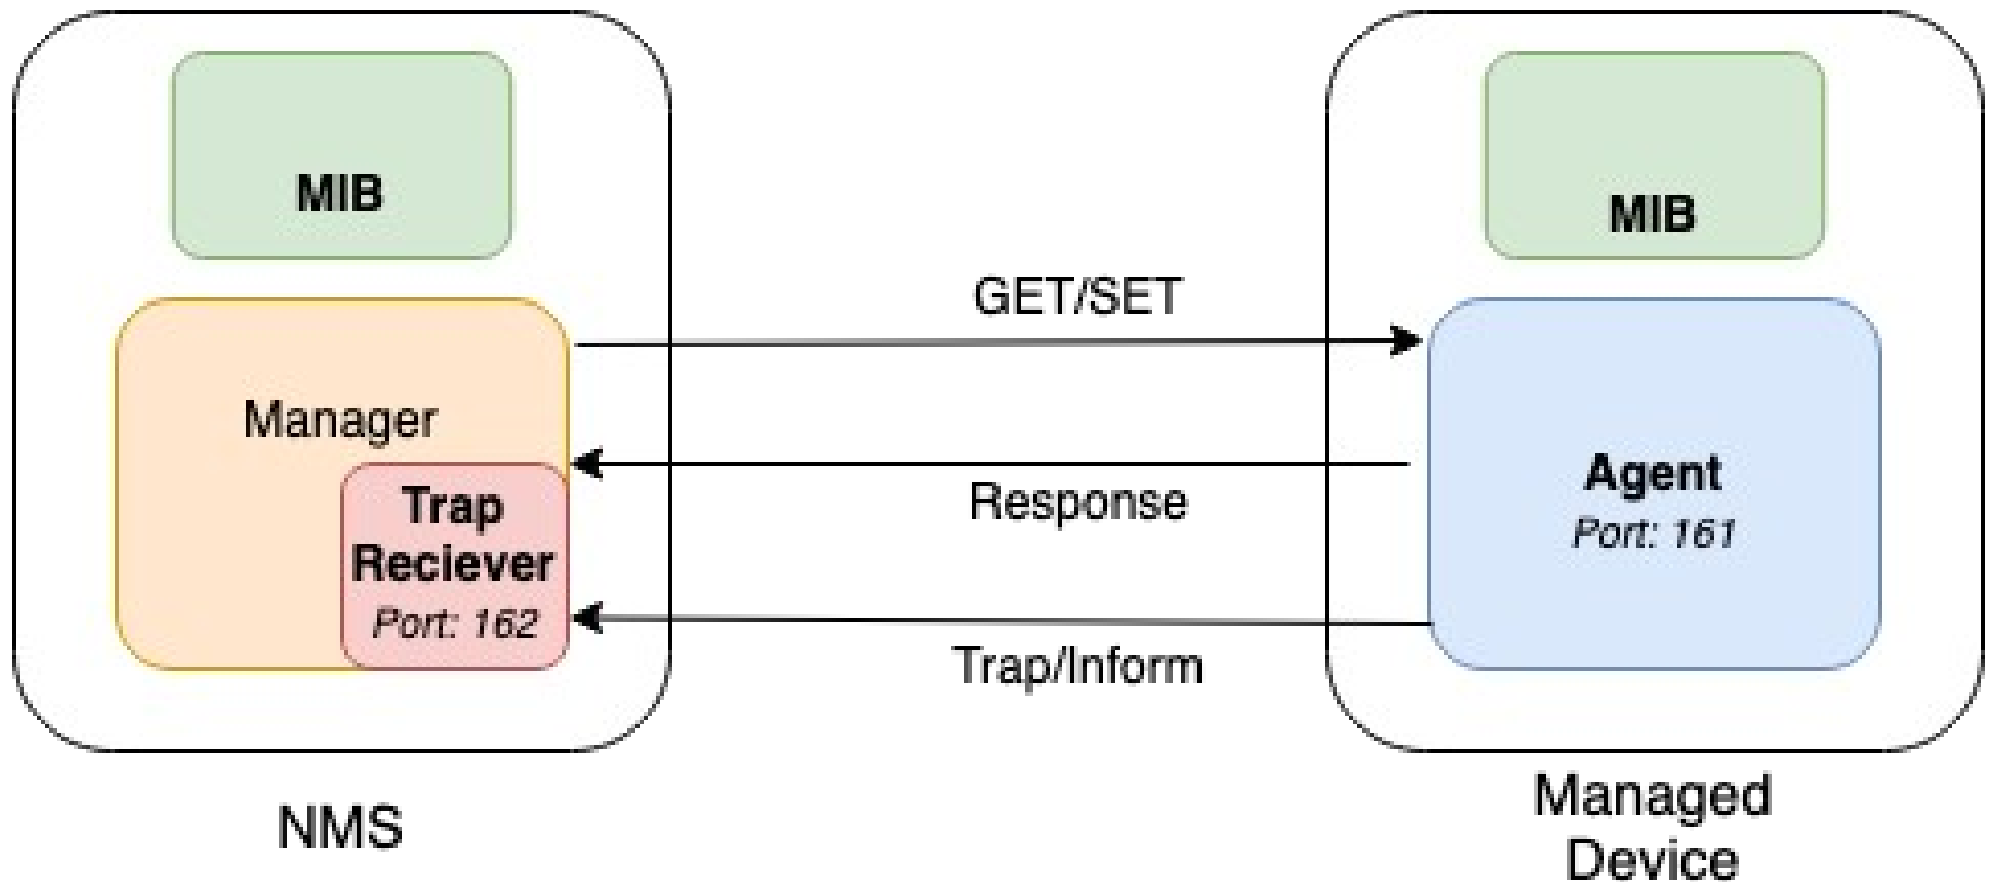 MIB
Manager
Trap
Reciever
Port: 162
NMS
GET/SET
Response
Trap/Inform
MIB
Agent
Port: 161
Managed
Device